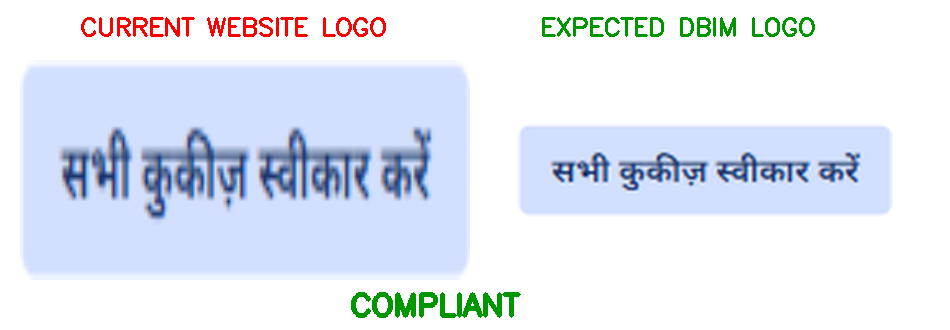 CURRENT WEBSITE LOGO
EXPECTED DBIM LOGO
सभी कुकीज़ स्वीकार करें
सभी कुकीज़ स्वीकार करें
COMPLIANT